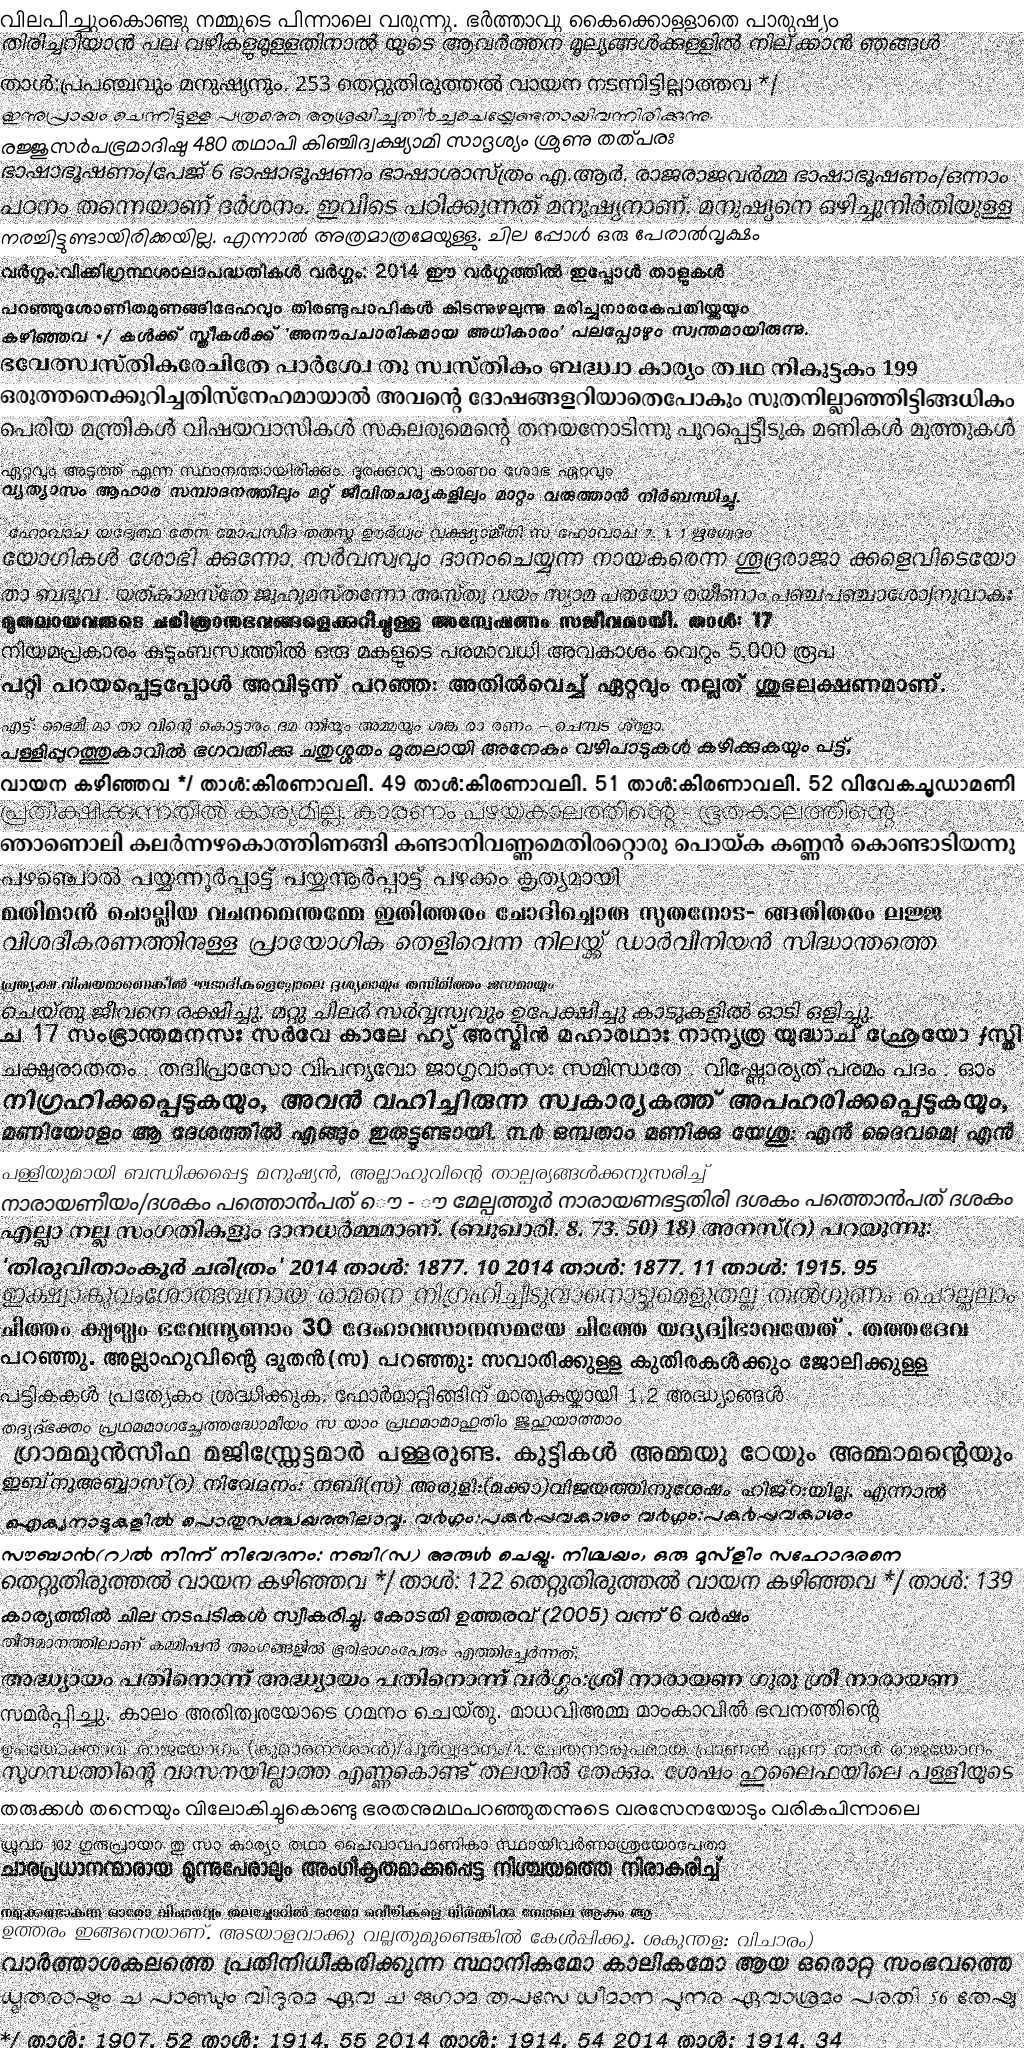 വിലപിച്ചുംകൊണ്ടു നമ്മുടെ പിന്നാലെ വരുന്നു. ഭർത്താവു കൈക്കൊള്ളാതെ പാരുഷ്യം
തിരിച്ചറിയാൻ പല വഴികളുമുള്ളതിനാൽ യുടെ ആവർത്തന മൂല്യങ്ങൾക്കുള്ളിൽ നില്ക്കാൻ ഞങ്ങൾ
താൾ:പ്രപഞ്ചവും മനുഷ്യനും. 253 തെറ്റുതിരുത്തൽ വായന നടന്നിട്ടില്ലാത്തവ */
ഇന്നുപ്രായം ചെന്നിട്ടുള്ള പത്രത്തെ ആശ്രയിച്ചുതീർച്ചചെയ്യേണ്ടതായിവന്നിരിക്കുന്നു.
രജ്ജുസർപഭ്രമാദിഷു 480 തഥാപി കിഞ്ചിദ്വക്ഷ്യാമി സാദൃശ്യം ശ്രുണു തത്പരഃ
ഭാഷാഭൂഷണം/പേജ് 6 ഭാഷാഭൂഷണം ഭാഷാശാസ്ത്രം എ.ആർ. രാജരാജവർമ്മ ഭാഷാഭൂഷണം/ഒന്നാം
പഠനം തന്നെയാണ് ദർശനം. ഇവിടെ പഠിക്കുന്നത് മനുഷ്യനാണ്. മനുഷ്യനെ ഒഴിച്ചുനിർതിയുള്ള
നരച്ചിട്ടുണ്ടായിരിക്കയില്ല. എന്നാൽ അത്രമാത്രമേയുള്ളു. ചില പ്പോൾ ഒരു പേരാൽവൃക്ഷം
വർഗ്ഗം:വിക്കിഗ്രന്ഥശാലാപദ്ധതികൾ വർഗ്ഗം: 2014 ഈ വർഗ്ഗത്തിൽ ഇപ്പോൾ താളുകൾ
പറഞ്ഞുശോണിതമുണങ്ങിദേഹവും തിരണ്ടുപാപികൾ കിടന്നുഴലുന്നു മരിച്ചനാരകേപതിയ്ക്കയും
കഴിഞ്ഞവ */ കൾക്ക് സ്ത്രീകൾക്ക് 'അനൗപചാരികമായ അധികാരം' പലപ്പോഴും സ്വന്തമായിരുന്നു.
ഭവേത്സ്വസ്തികരേചിതേ പാർശ്വേ തു സ്വസ്തികം ബദ്ധ്വാ കാര്യം ത്വഥ നികുട്ടകം 199
ഒരുത്തനെക്കുറിച്ചതിസ്നേഹമായാൽ അവന്റെ ദോഷങ്ങളറിയാതെപോകും സുതനില്ലാഞ്ഞിട്ടിങ്ങധികം
പെരിയ മന്ത്രികൾ വിഷയവാസികൾ സകലരുമെന്റെ തനയനോടിന്നു പുറപ്പെട്ടീടുക മണികൾ മുത്തുകൾ
ഏറ്റവും അടുത്ത് എന്ന സ്ഥാനത്തായിരിക്കും. ദൂരക്കുറവു കാരണം ശോഭ ഏറ്റവും
വ്യത്യാസം ആഹാര സമ്പാദനത്തിലും മറ്റ് ജീവിതചര്യകളിലും മാറ്റം വരുത്താൻ നിർബന്ധിച്ചു.
ഹോവാച യദ്വേത്ഥ തേന മോപസീദ തതസ്ത ഊർധ്വം വക്ഷ്യാമീതി സ ഹോവാച 7. 1. 1 ഋഗ്വേദം
യോഗികൾ ശോഭി ക്കുന്നോ, സർവസ്വവും ദാനംചെയ്യുന്ന നായകരെന്ന ശൂദ്രരാജാ ക്കളെവിടെയോ
താ ബഭൂവ . യത്കാമസ്തേ ജുഹുമസ്തന്നോ അസ്തു വയം സ്യാമ പതയോ രയീണാം പഞ്ചപഞ്ചാശോഽനുവാകഃ
മുതലായവരുടെ ചരിത്രാനുഭവങ്ങളെക്കുറിച്ചുള്ള അന്വേഷണം സജീവമായി. താൾ: 17
നിയമപ്രകാരം കുടുംബസ്വത്തിൽ ഒരു മകളുടെ പരമാവധി അവകാശം വെറും 5,000 രൂപ
പറ്റി പറയപ്പെട്ടപ്പോൾ അവിടുന്ന് പറഞ്ഞു: അതിൽവെച്ച് ഏറ്റവും നല്ലത് ശുഭലക്ഷണമാണ്.
എട്ട്: ഭൈമീ മാ താ വിന്റെ കൊട്ടാരം ദമ ന്തിയും അമ്മയും ശങ്ക രാ രണം – ചെമ്പട ശ്ളോ.
പള്ളിപ്പുറത്തുകാവിൽ ഭഗവതിക്കു ചതുശ്ശതം മുതലായി അനേകം വഴിപാടുകൾ കഴിക്കുകയും പട്ട്,
വായന കഴിഞ്ഞവ */ താൾ:കിരണാവലി. 49 താൾ:കിരണാവലി. 51 താൾ:കിരണാവലി. 52 വിവേകചൂഡാമണി
പ്രതീക്ഷിക്കുന്നതിൽ കാര്യമില്ല. കാരണം പഴയകാലത്തിന്റെ - ഭൂതകാലത്തിന്റെ
ഞാണൊലി കലർന്നഴകൊത്തിണങ്ങി കണ്ടാനിവണ്ണമെതിരറ്റൊരു പൊയ്ക കണ്ണൻ കൊണ്ടാടിയന്നു
പഴഞ്ചൊൽ പയ്യന്നൂർപ്പാട്ട് പയ്യന്നൂർപ്പാട്ട് പഴക്കം കൃത്യമായി
മതിമാൻ ചൊല്ലിയ വചനമെന്തമ്മേ ഇതിത്തരം ചോദിച്ചൊരു സുതനോട- ങ്ങതിതരം ലജ്ജ
വിശദീകരണത്തിനുള്ള പ്രായോഗിക തെളിവെന്ന നിലയ്ക്ക് ഡാർവിനിയൻ സിദ്ധാന്തത്തെ
പ്രത്യക്ഷ വിഷയമാണെങ്കിൽ ഘടാദികളെപ്പോലെ ദൃശ്യമായും തന്നിമിത്തം ജഡമായും
ചെയ്തു ജീവനെ രക്ഷിച്ചു. മറ്റു ചിലർ സർവ്വസ്വവും ഉപേക്ഷിച്ചു കാടുകളിൽ ഓടി ഒളിച്ചു.
ച 17 സംഭ്രാന്തമനസഃ സർവേ കാലേ ഹ്യ് അസ്മിൻ മഹാരഥാഃ നാന്യത്ര യുദ്ധാച് ഛ്രേയോ ഽസ്തി
ചക്ഷുരാതതം . തദ്വിപ്രാസോ വിപന്യവോ ജാഗൃവാംസഃ സമിന്ധതേ . വിഷ്ണോര്യത് പരമം പദം . ഓം
നിഗ്രഹിക്കപ്പെടുകയും, അവൻ വഹിച്ചിരുന്ന സ്വകാര്യകത്ത് അപഹരിക്കപ്പെടുകയും,
മണിയോളം ആ ദേശത്തിൽ എങ്ങും ഇരുട്ടുണ്ടായി. ൩൪ ഒമ്പതാം മണിക്കു യേശു: എൻ ദൈവമെ! എൻ
പള്ളിയുമായി ബന്ധിക്കപ്പെട്ട മനുഷ്യൻ, അല്ലാഹുവിന്റെ താല്പര്യങ്ങൾക്കനുസരിച്ച്
നാരായണീയം/ദശകം പത്തൊൻപത് ൌ - ൗ മേല്പത്തൂർ നാരായണഭട്ടതിരി ദശകം പത്തൊൻപത് ദശകം
എല്ലാ നല്ല സംഗതികളും ദാനധർമ്മമാണ്. (ബുഖാരി. 8. 73. 50) 18) അനസ്(റ) പറയുന്നു:
'തിരുവിതാംകൂർ ചരിത്രം' 2014 താൾ: 1877. 10 2014 താൾ: 1877. 11 താൾ: 1915. 95
ഇക്ഷ്വാകുവംശോത്ഭവനായ രാമനെ നിഗ്രഹിച്ചീടുവാനൊട്ടുമെളുതല്ല തൽഗുണം ചൊല്ലലാം
ചിത്തം ക്ഷുബ്ധം ഭവേന്നൃണാം 30 ദേഹാവസാനസമയേ ചിത്തേ യദ്യദ്വിഭാവയേത് . തത്തദേവ
പറഞ്ഞു. അല്ലാഹുവിന്റെ ദൂതൻ(സ) പറഞ്ഞു: സവാരിക്കുള്ള കുതിരകൾക്കും ജോലിക്കുള്ള
പട്ടികകൾ പ്രത്യേകം ശ്രദ്ധിക്കുക. ഫോർമാറ്റിങ്ങിന് മാതൃകയായി 1,2 അദ്ധ്യാങ്ങൾ
തദ്യദ്ഭക്തം പ്രഥമമാഗച്ഛേത്തദ്ധോമീയം സ യാം പ്രഥമാമാഹുതിം ജുഹുയാത്താം
ഗ്രാമമുൻസീഫ മജിസ്ത്രേട്ടമാർ പള്ളരുണ്ട. കുട്ടികൾ അമ്മയു ഠേയും അമ്മാമന്റെയും
ഇബ്നുഅബ്ബാസ്(റ) നിവേദനം: നബി(സ) അരുളി:(മക്കാ)വിജയത്തിനുശേഷം ഹിജ്റഃയില്ല. എന്നാൽ
ഐക്യനാട്ടുകളിൽ പൊതുസഞ്ചയത്തിലാവൂ. വർഗ്ഗം:പകർപ്പവകാശം വർഗ്ഗം:പകർപ്പവകാശം
സൗബാൻ(റ)ൽ നിന്ന് നിവേദനം: നബി(സ) അരുൾ ചെയ്തു. നിശ്ചയം, ഒരു മുസ്ളിം സഹോദരനെ
തെറ്റുതിരുത്തൽ വായന കഴിഞ്ഞവ */ താൾ: 122 തെറ്റുതിരുത്തൽ വായന കഴിഞ്ഞവ */ താൾ: 139
കാര്യത്തിൽ ചില നടപടികൾ സ്വീകരിച്ചു. കോടതി ഉത്തരവ് (2005) വന്ന് 6 വർഷം
തീരുമാനത്തിലാണ് കമ്മിഷൻ അംഗങ്ങളിൽ ഭൂരിഭാഗംപേരും എത്തിച്ചേർന്നത്.
അദ്ധ്യായം പതിനൊന്ന് അദ്ധ്യായം പതിനൊന്ന് വർഗ്ഗം:ശ്രീ നാരായണ ഗുരു ശ്രീ നാരായണ
സമർപ്പിച്ചു. കാലം അതിത്വരയോടെ ഗമനം ചെയ്തു. മാധവിഅമ്മ മാഠംകാവിൽ ഭവനത്തിന്റെ
ഉപയോക്താവ് രാജയോഗം (കുമാരനാശാൻ)/പൂർവ്വഭാഗം/1. ചേതനാരൂപമായ പ്രാണൻ എന്ന താൾ രാജയോഗം
സുഗന്ധത്തിന്റെ വാസനയില്ലാത്ത എണ്ണകൊണ്ട് തലയിൽ തേക്കും. ശേഷം ഹുലൈഫയിലെ പള്ളിയുടെ
തരുക്കൾ തന്നെയും വിലോകിച്ചുകൊണ്ടു ഭരതനുമഥപറഞ്ഞുതന്നുടെ വരസേനയോടും വരികപിന്നാലെ
ധ്രുവാ 102 ഗുരുപ്രായാ തു സാ കാര്യാ തഥാ ചൈവാവപാണികാ സ്ഥായിവർണാശ്രയോപേതാ
ചാരപ്രധാനന്മാരായ മൂന്നുപേരാലും അംഗീകൃതമാക്കപ്പെട്ട നിശ്ചയത്തെ നിരാകരിച്ച്
ഉത്തരം ഇങ്ങനെയാണ്. അടയാളവാക്കു വല്ലതുമുണ്ടെങ്കിൽ കേൾപ്പിക്കൂ. ശകുന്തള: വിചാരം)
വാർത്താശകലത്തെ പ്രതിനിധീകരിക്കുന്ന സ്ഥാനികമോ കാലികമോ ആയ ഒരൊറ്റ സംഭവത്തെ
ധൃതരാഷ്ട്രം ച പാണ്ഡും വിദുരമ ഏവ ച ജഗാമ തപസേ ധീമാന പുനര ഏവാശ്രമം പരതി 56 തേഷു
*/ താൾ: 1907. 52 താൾ: 1914. 55 2014 താൾ: 1914. 54 2014 താൾ: 1914. 34